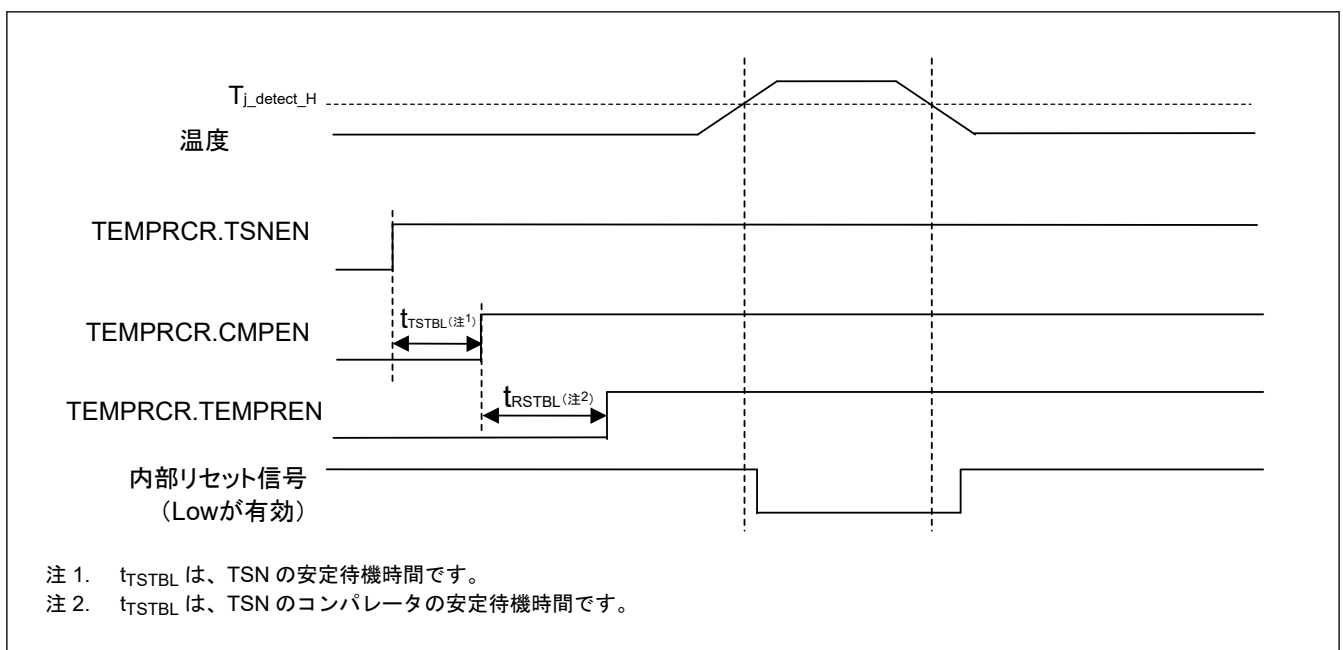 Tj_detect_H
温度
TEMPRCR.TSNEN
TEMPRCR.CMPEN
tTSTBL(注1)
TEMPRCR.TEMPREN
tRSTBL(注2)
内部リセット信号
(Lowが有効)
注 1. tTSTBL は、TSN の安定待機時間です。
注 2. tTSTBL は、TSN のコンパレータの安定待機時間です。